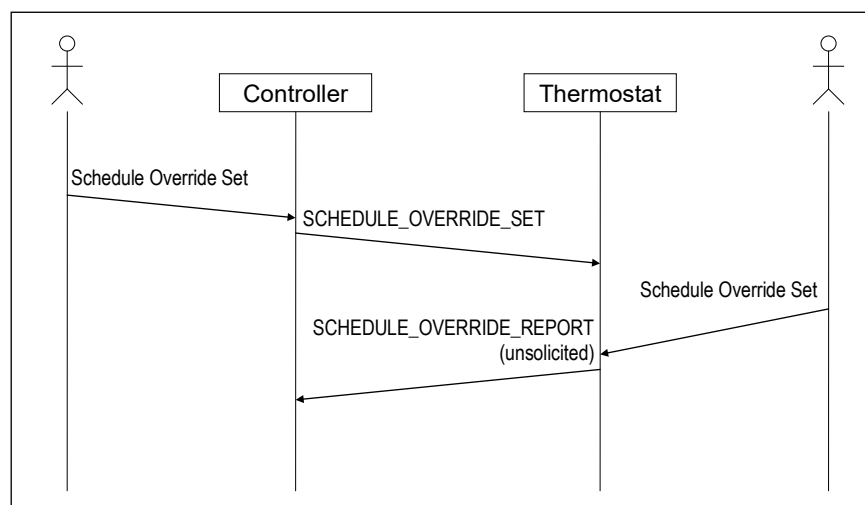 Controller
Thermostat
Schedule Override Set
SCHEDULE_OVERRIDE_SET
Schedule Override Set
SCHEDULE_OVERRIDE_REPORT
(unsolicited)